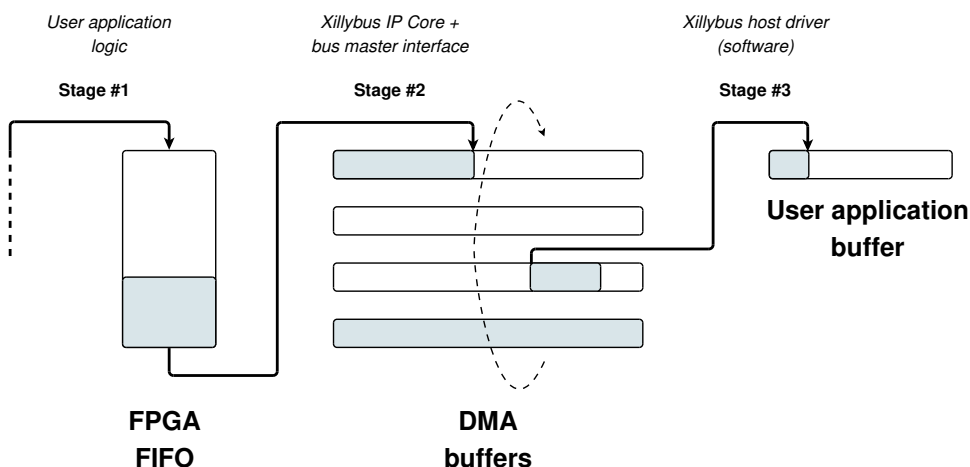 User application
logic
Xillybus IP Core +
bus master interface
Xillybus host driver
(software)
Stage #1
Stage #2
Stage #3
User application
buffer
FPGA
FIFO
DMA
buffers